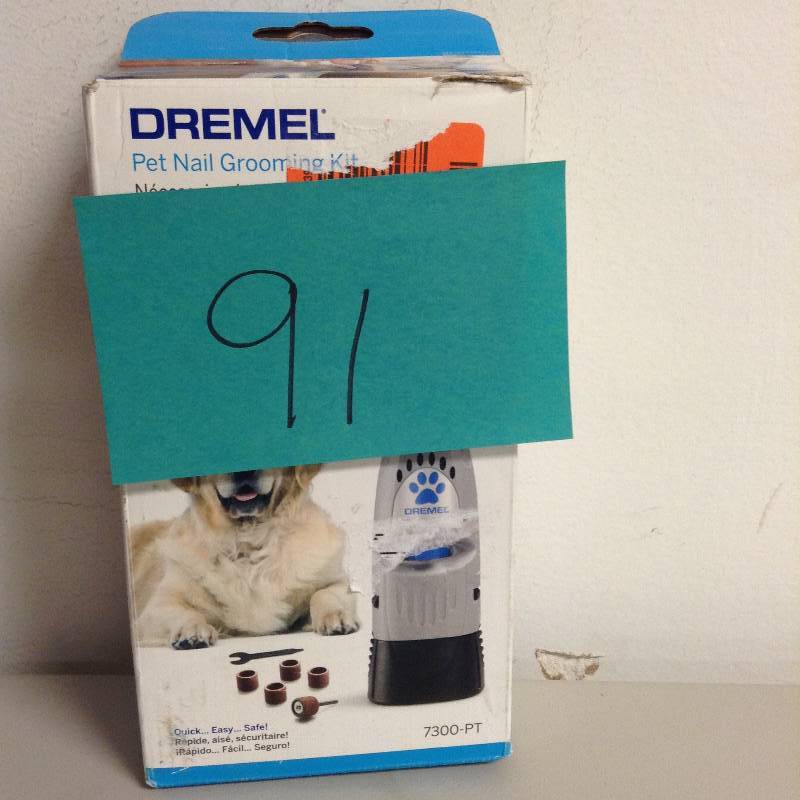 DREMEL
Pet Nail Grooming Kit
91
DREMEL
Quick... Easy... Safe!
Rapide, aisé, sécuritaire!
¡Rápido... Fácil... Seguro!
7300-PT